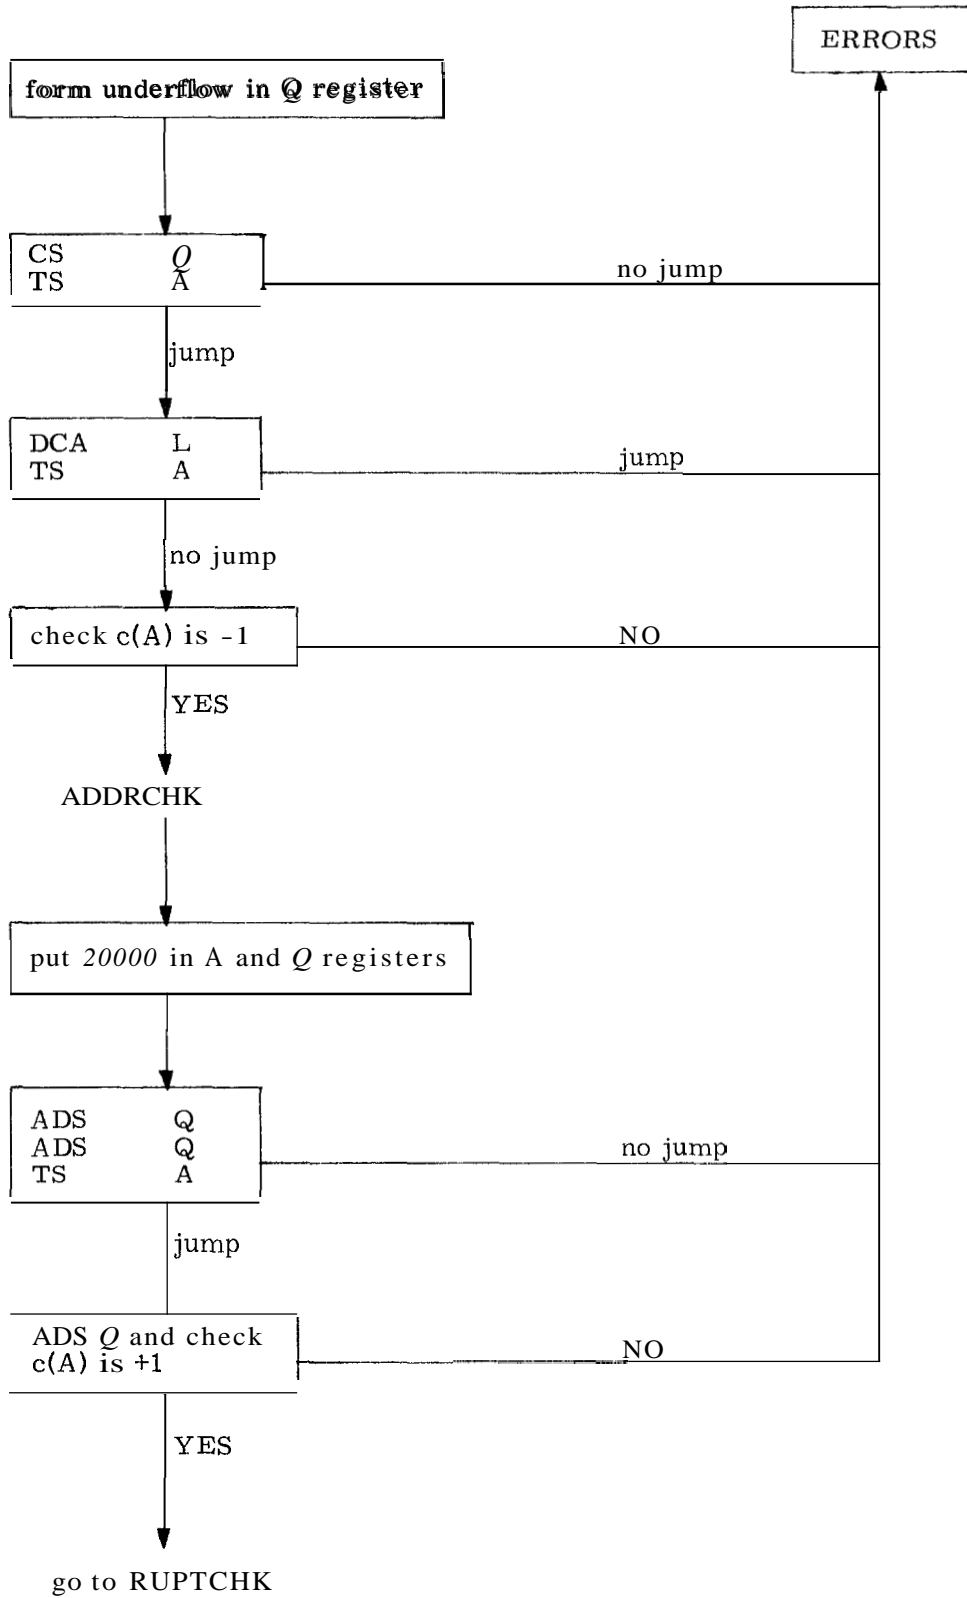 ERRORS
form underflow in Q register
CS Q
TS A
no jump
jump
DCA L
TS A
jump
no jump
check c(A) is -1
NO
YES
ADDRCHK
put 20000 in A and Q registers
ADS Q
ADS Q
TS A
no jump
jump
ADS Q and check
c(A) is +1
NO
YES
go to RUPTCHK